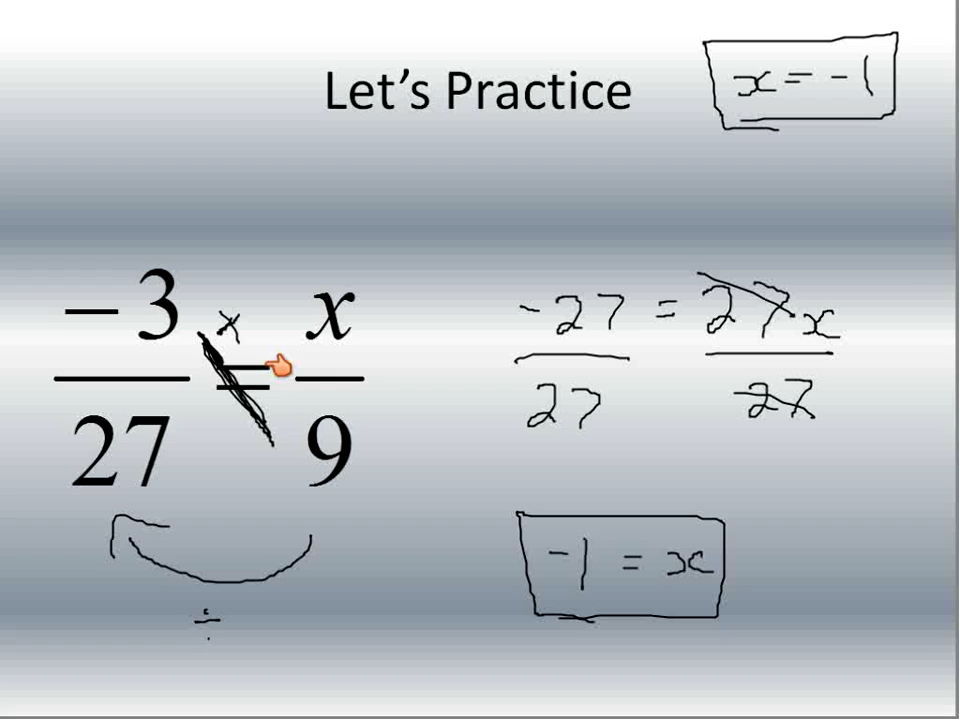 Let's Practice
x = -1
-3/27 × = x/9
-27 = 27x
27 27
÷
-1 = x